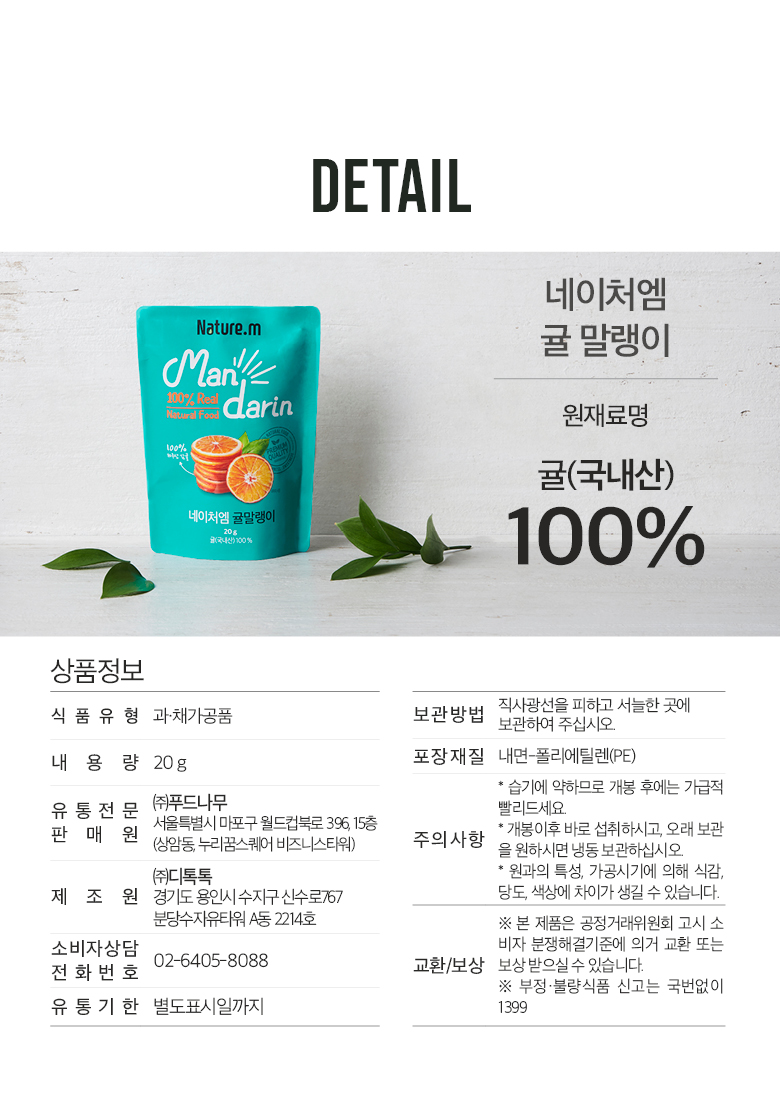 DETAIL
네이처엠
귤 말랭이
원재료명
귤(국내산)
100%
Nature.m
Man
darin
100% Real
Natural Food
100%
PREMIUM
QUALITY
네이처엠 귤말랭이
20 g
귤(국내산) 100 %
상품정보
식품유형 과·채가공품
내용량 20 g
유통전문
판매원
㈜푸드나무
서울특별시 마포구 월드컵북로 396, 15층
(상암동, 누리꿈스퀘어 비즈니스타워)
제조원
㈜디톡톡
경기도 용인시 수지구 신수로767
분당수지유타워 A동 2214호
소비자상담
전화번호
02-6405-8088
유통기한 별도표시일까지
보관방법
직사광선을 피하고 서늘한 곳에
보관하여 주십시오.
포장재질 내면-폴리에틸렌(PE)
주의사항
* 습기에 약하므로 개봉 후에는 가급적
빨리드세요.
* 개봉이후 바로 섭취하시고, 오래 보관
을 원하시면 냉동 보관하십시오.
* 원과의 특성, 가공시기에 의해 식감,
당도, 색상에 차이가 생길 수 있습니다.
교환/보상
※ 본 제품은 공정거래위원회 고시 소
비자 분쟁해결기준에 의거 교환 또는
보상 받으실 수 있습니다.
※ 부정·불량식품 신고는 국번없이
1399